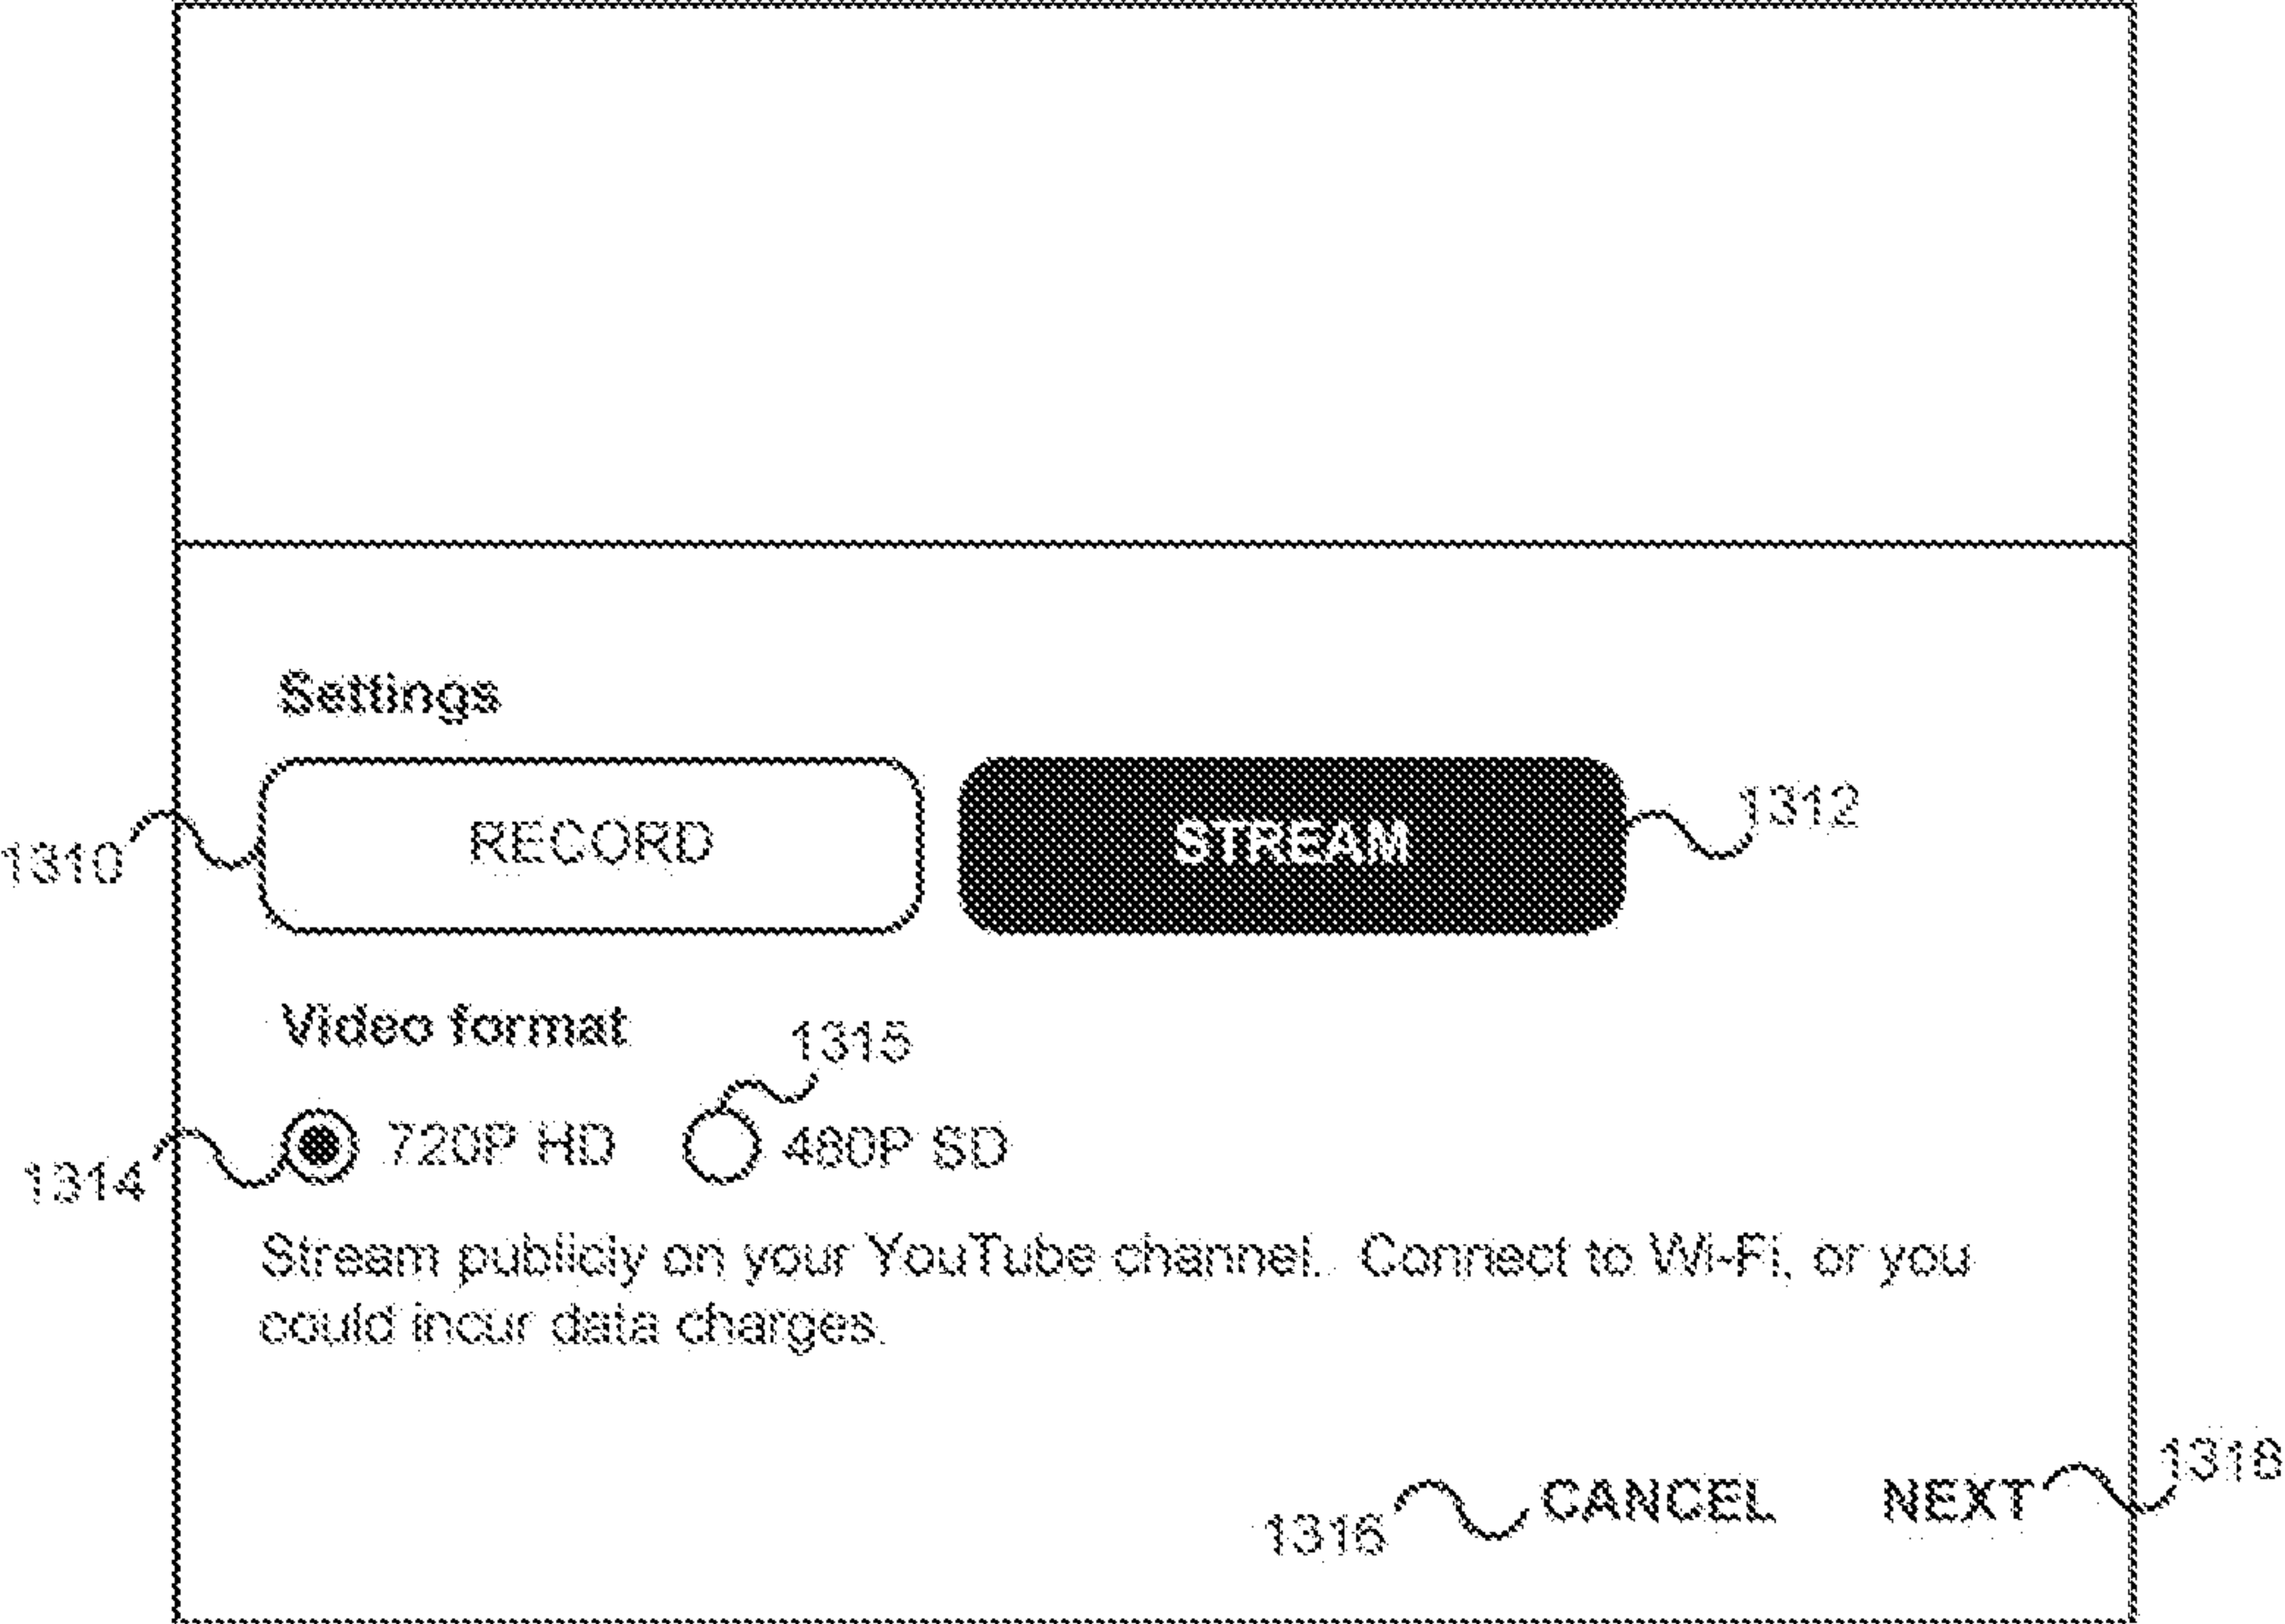 Settings
1310 RECORD STREAM 1312
Video format
1315
1314 720P HD 480P SD
Stream publicly on your YouTube channel. Connect to Wi-Fi, or you
could incur data charges.
1316 CANCEL NEXT 1318